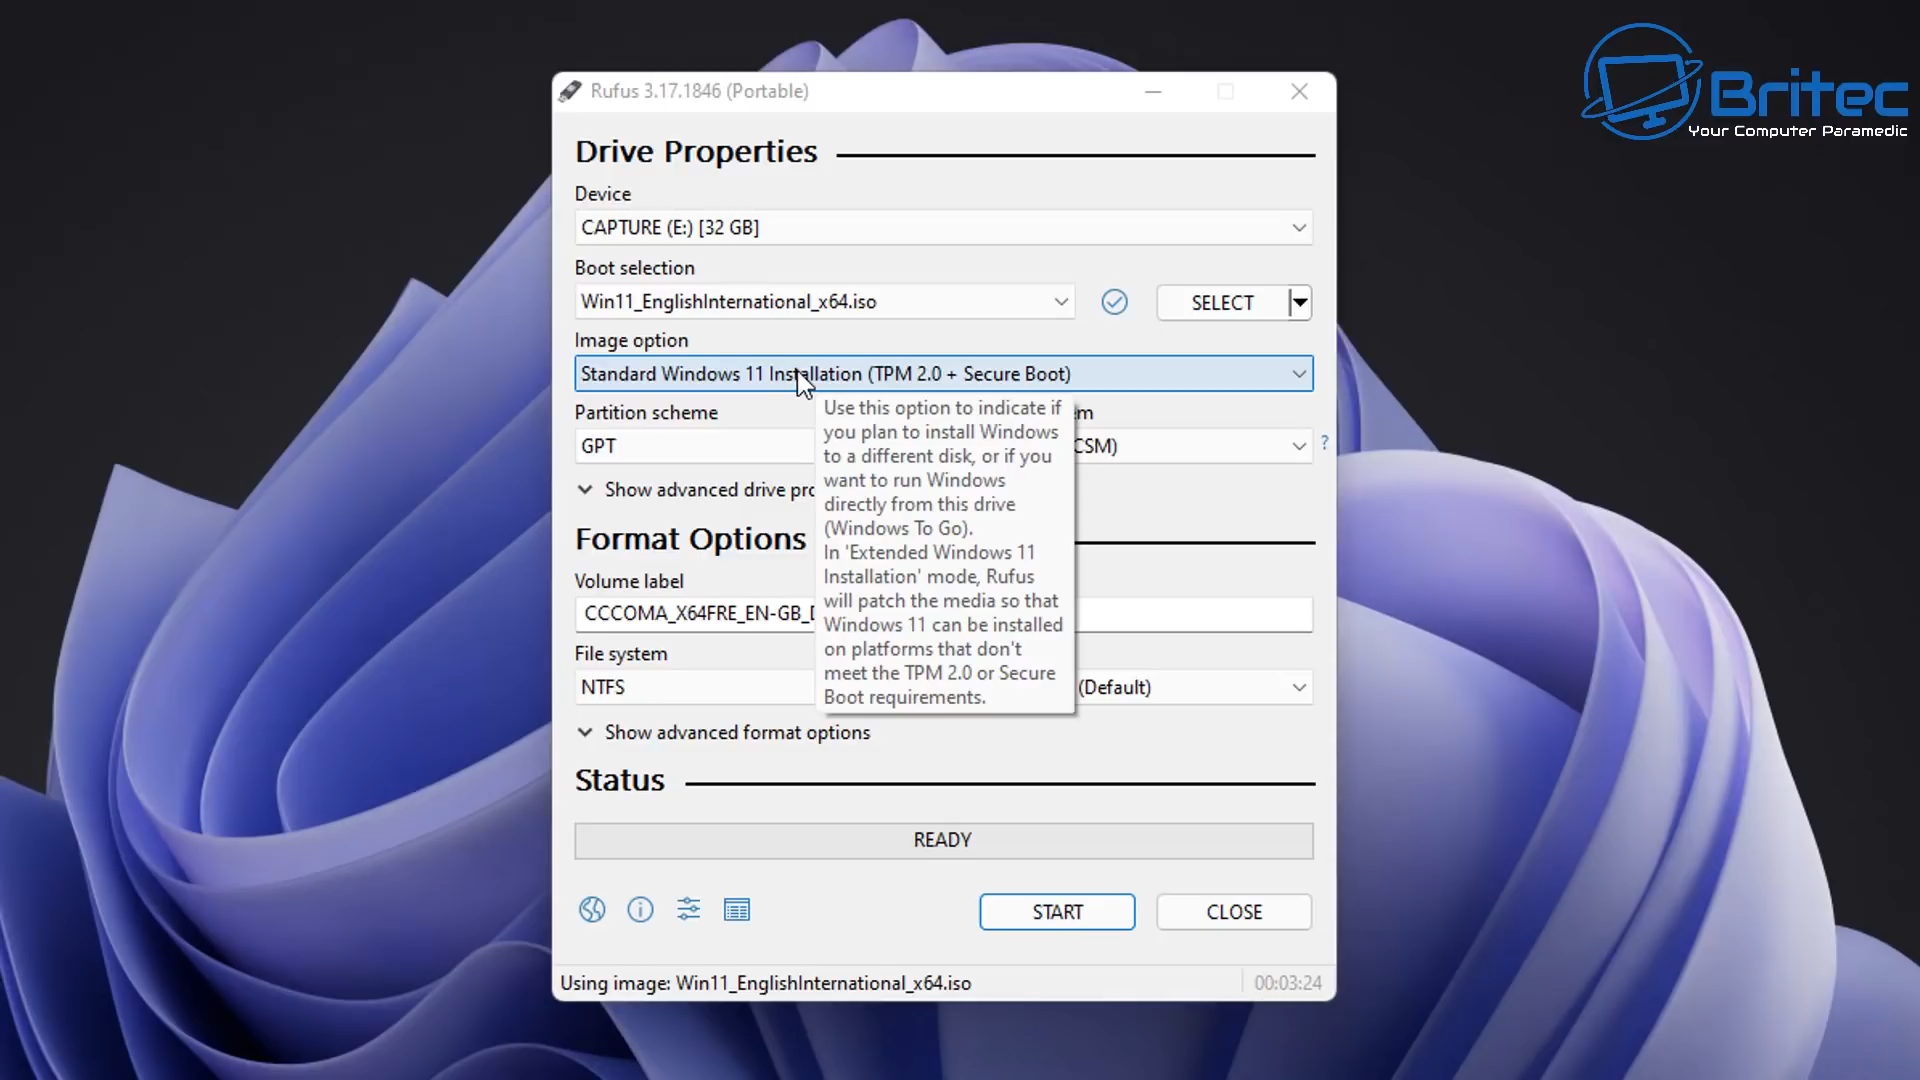 Britec
Your Computer Paramedic
Rufus 3.17.1846 (Portable)
Drive Properties
Device
CAPTURE (E:) [32 GB]
Boot selection
Win11_EnglishInternational_x64.iso
SELECT
Image option
Standard Windows 11 Installation (TPM 2.0 + Secure Boot)
Partition scheme
GPT
CSM)
?
Show advanced drive pro
Use this option to indicate if
you plan to install Windows
to a different disk, or if you
want to run Windows
directly from this drive
(Windows To Go).
In 'Extended Windows 11
Installation' mode, Rufus
will patch the media so that
Windows 11 can be installed
on platforms that don't
meet the TPM 2.0 or Secure
Boot requirements.
Format Options
Volume label
CCCOMA_X64FRE_EN-GB_D
File system
NTFS
(Default)
Show advanced format options
Status
READY
START
CLOSE
Using image: Win11_EnglishInternational_x64.iso
00:03:24